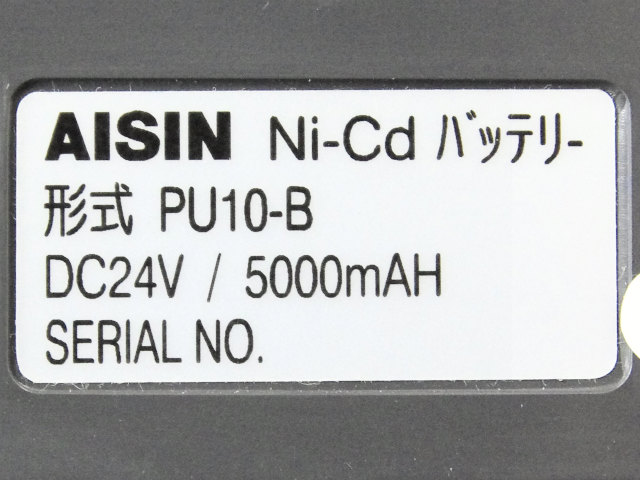 AISIN Ni-Cd バッテリー
形式 PU10-B
DC24V / 5000mAH
SERIAL NO.